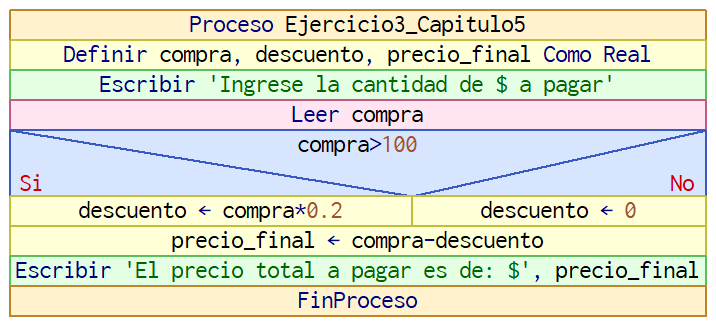 Proceso Ejercicio3_Capitulo5
Definir compra, descuento, precio_final Como Real
Escribir 'Ingrese la cantidad de $ a pagar'
Leer compra
compra>100
Si
No
descuento ← compra*0.2
descuento ← 0
precio_final ← compra-descuento
Escribir 'El precio total a pagar es de: $', precio_final
FinProceso